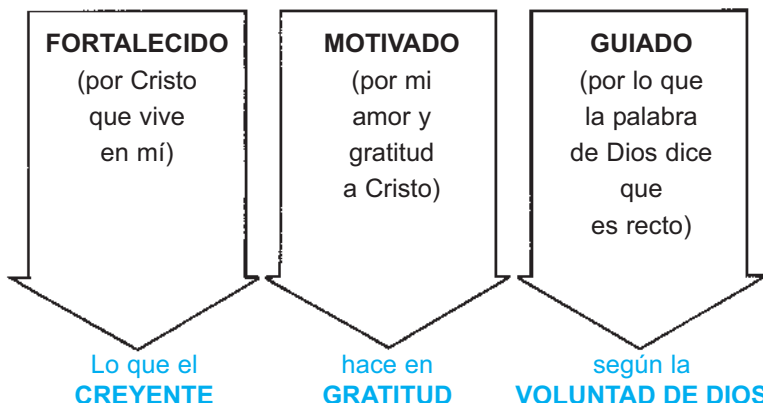 FORTALECIDO
(por Cristo
que vive
en mí)
MOTIVADO
(por mi
amor y
gratitud
a Cristo)
GUIADO
(por lo que
la palabra
de Dios dice
que
es recto)
Lo que el
CREYENTE
hace en
GRATITUD
según la
VOLUNTAD DE DIOS